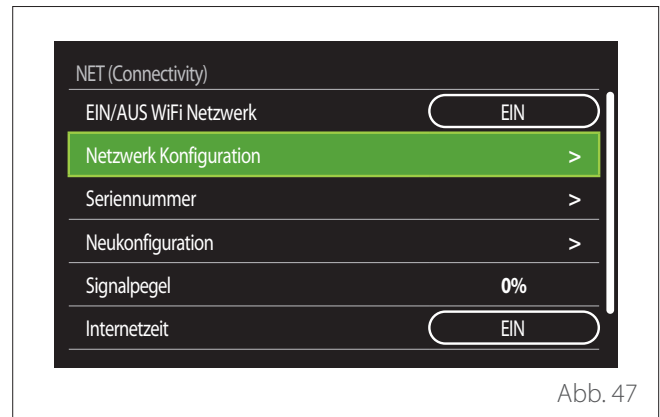 NET (Connectivity)
EIN/AUS WiFi Netzwerk EIN
Netzwerk Konfiguration >
Seriennummer >
Neukonfiguration >
Signalpegel 0%
Internetzeit EIN
Abb. 47